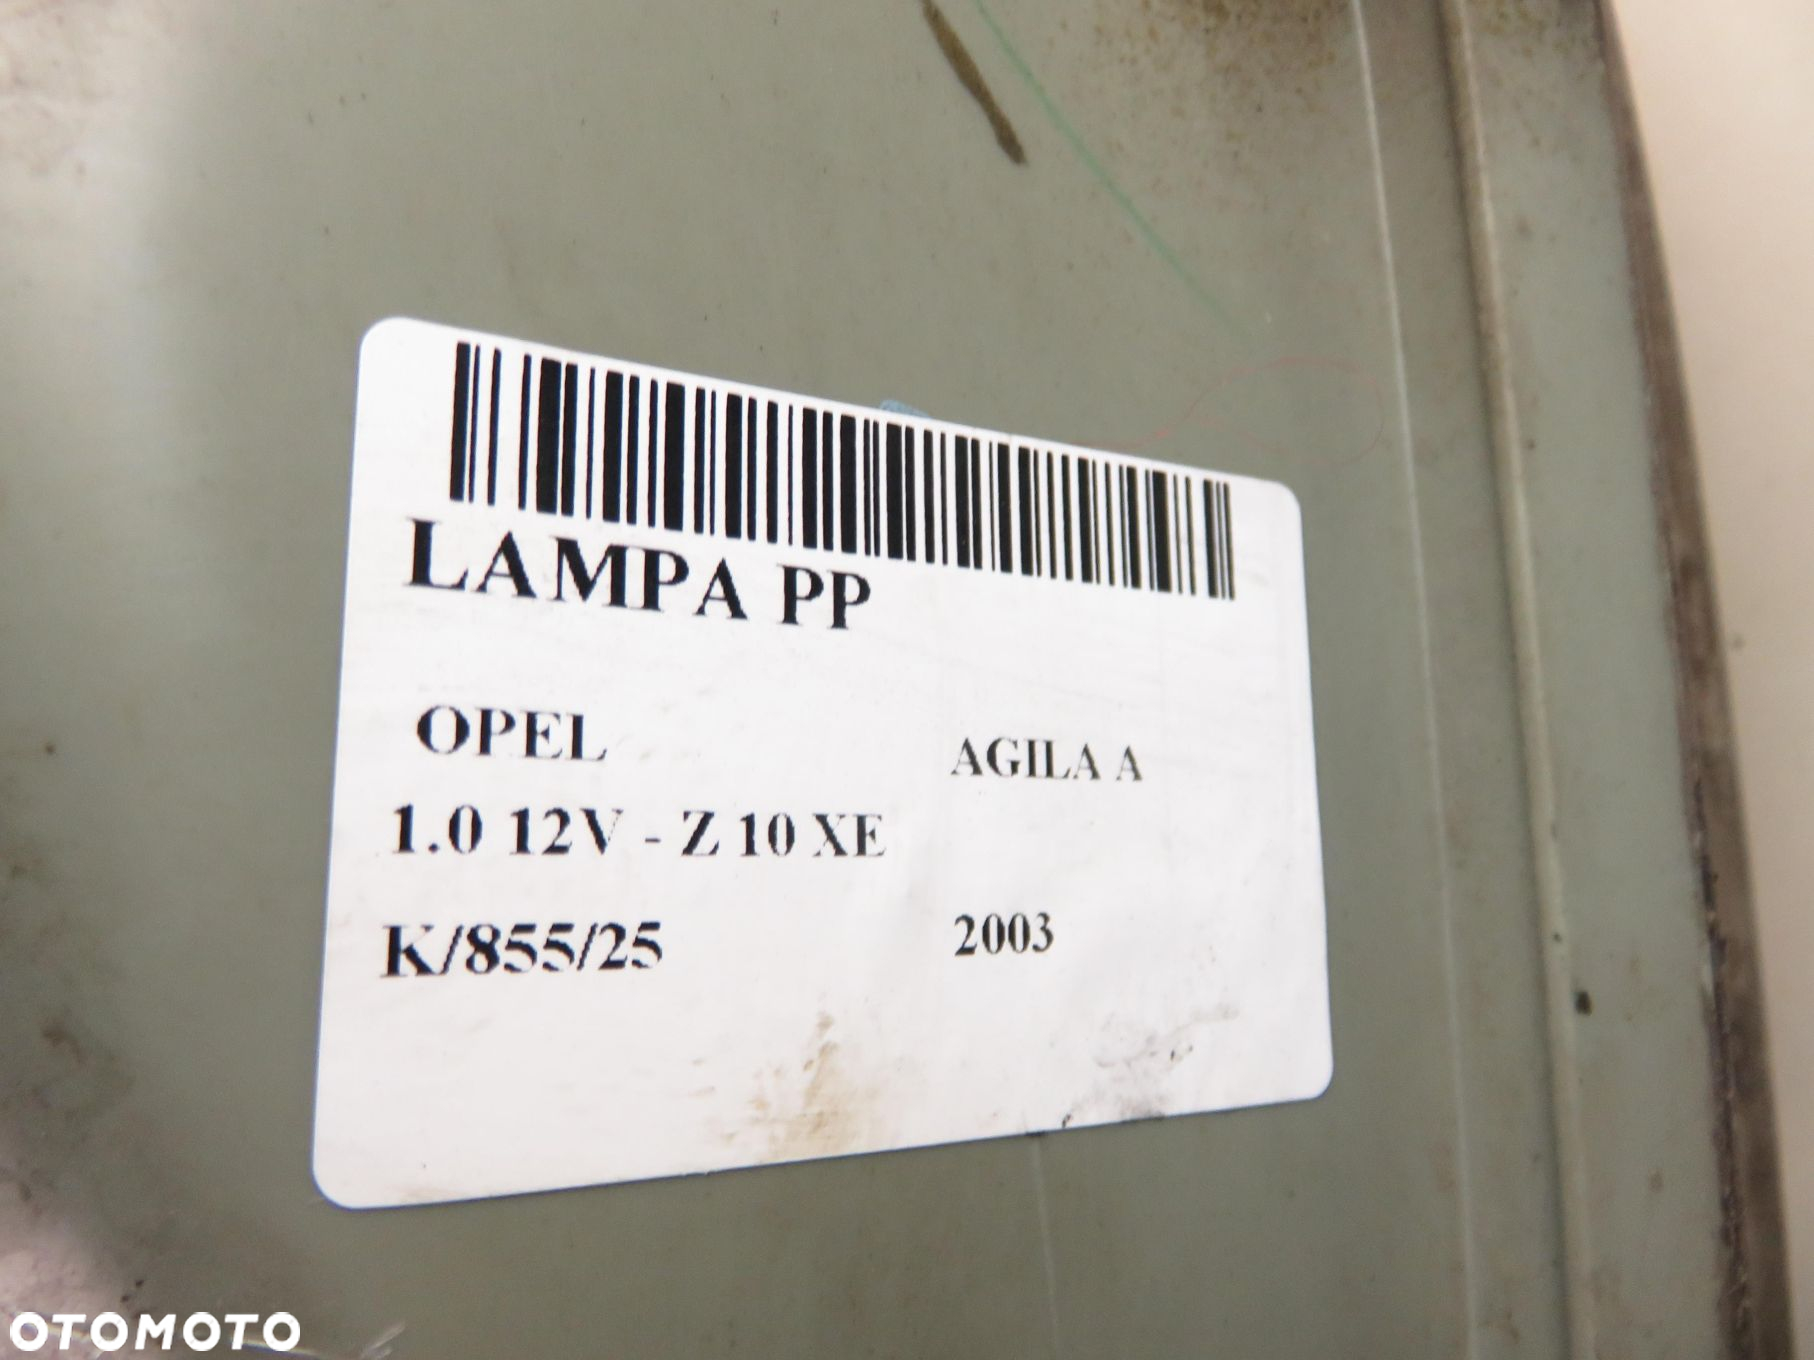 LAMPA PP
OPEL AGILA A
1.0 12V - Z 10 XE
K/855/25 2003
OTOMOTO